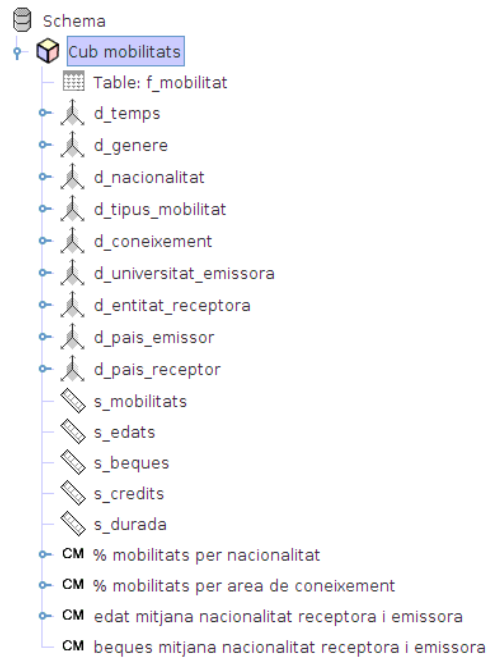 Schema
Cub mobilitats
Table: f_mobilitat
d_temps
d_genere
d_nacionalitat
d_tipus_mobilitat
d_coneixement
d_universitat_emissora
d_entitat_receptora
d_pais_emissor
d_pais_receptor
s_mobilitats
s_edats
s_beques
s_credits
s_durada
CM % mobilitats per nacionalitat
CM % mobilitats per area de coneixement
CM edat mitjana nacionalitat receptora i emissora
CM beques mitjana nacionalitat receptora i emissora